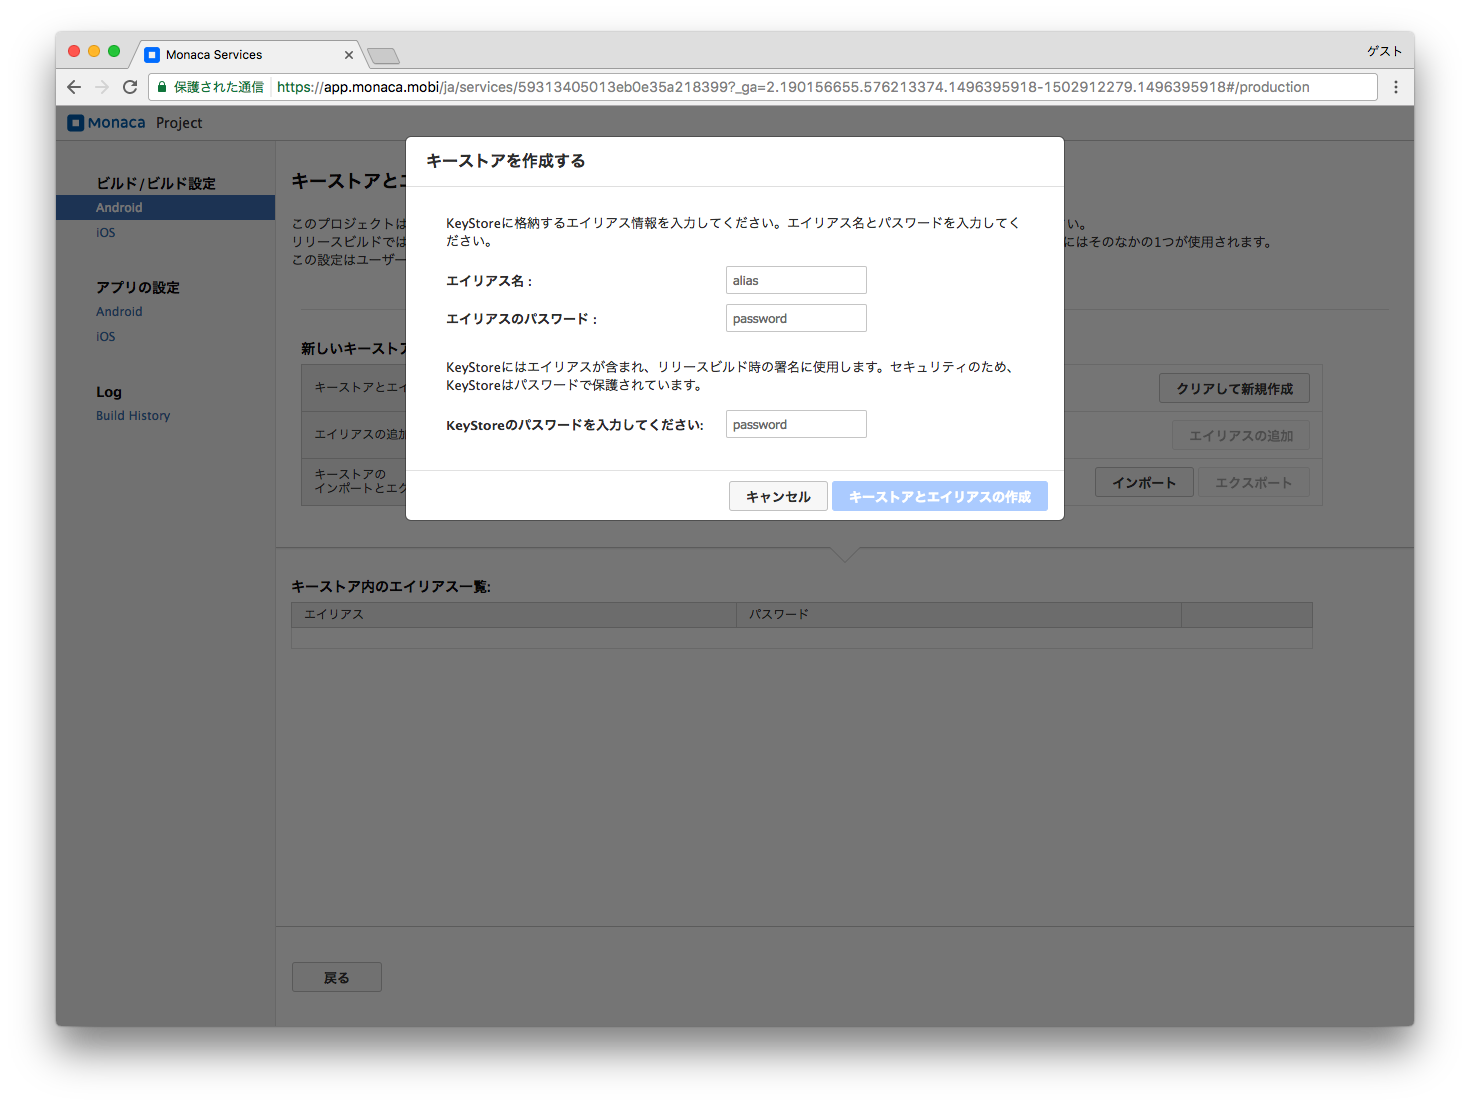 Monaca Services
ゲスト
保護された通信
https://app.monaca.mobi/ja/services/59313405013eb0e35a218399?_ga=2.190156655.576213374.1496395918-1502912279.1496395918#/production
Monaca Project
ビルド/ビルド設定
Android
iOS
アプリの設定
Android
iOS
Log
Build History
キーストアと
このプロジェクトは
い。
リリースビルドでは
にはそのなかの1つが使用されます。
この設定はユーザー
キーストアを作成する
KeyStoreに格納するエイリアス情報を入力してください。エイリアス名とパスワードを入力してく
ださい。
エイリアス名 :
alias
エイリアスのパスワード :
password
KeyStoreにはエイリアスが含まれ、リリースビルド時の署名に使用します。セキュリティのため、
KeyStoreはパスワードで保護されています。
KeyStoreのパスワードを入力してください:
password
キャンセル
キーストアとエイリアスの作成
新しいキーストア
キーストアとエイ
クリアして新規作成
エイリアスの追加
エイリアスの追加
キーストアの
インポートとエク
インポート
エクスポート
キーストア内のエイリアス一覧:
エイリアス
パスワード
戻る